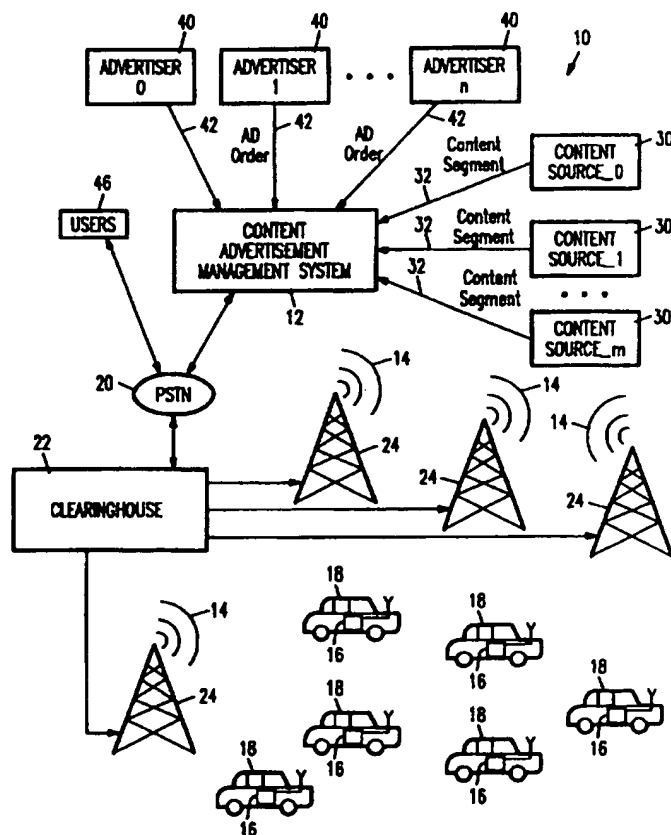 40 40 40
10
ADVERTISER 0
ADVERTISER 1
• • •
ADVERTISER n
42 42 42
AD Order
AD Order
Content Segment
32
30
CONTENT SOURCE_0
46
USERS
CONTENT ADVERTISEMENT MANAGEMENT SYSTEM
12
Content Segment
32
30
CONTENT SOURCE_1
Content Segment
32
• • •
30
CONTENT SOURCE_m
20
PSTN
14
14
14
22
CLEARINGHOUSE
24
24
24
14
24
18
16
18
16
18
16
18
16
18
16
18
16